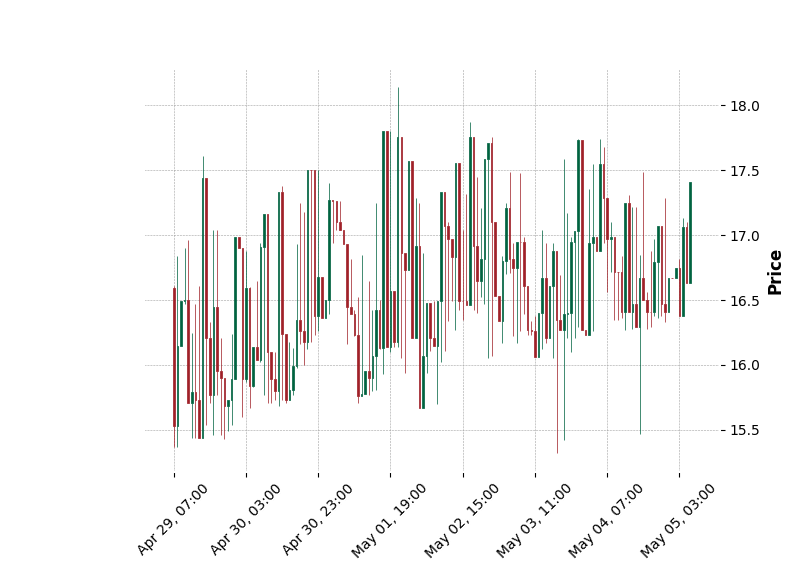 18.0
17.5
17.0
16.5
16.0
15.5
Price
Apr 29, 07:00
Apr 30, 03:00
Apr 30, 23:00
May 01, 19:00
May 02, 15:00
May 03, 11:00
May 04, 07:00
May 05, 03:00